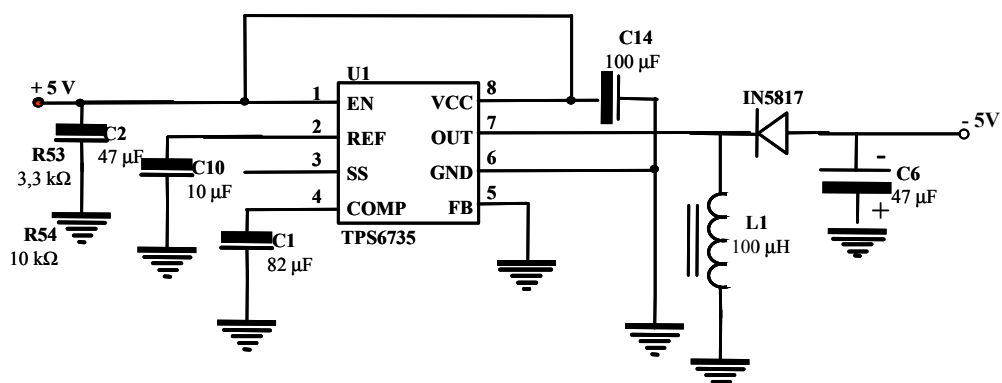 C14
100 µF
U1
+ 5 V
1
EN
VCC
8
IN5817
C2
47 µF
2
REF
OUT
7
- 5V
R53
3,3 kΩ
C10
10 µF
3
SS
GND
6
-
C6
47 µF
+
4
COMP
FB
5
TPS6735
R54
10 kΩ
C1
82 µF
L1
100 µH